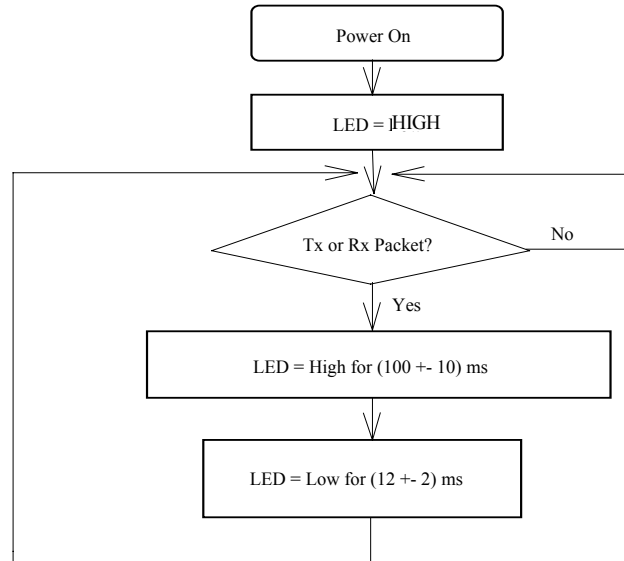 Power On
LED = HIGH
Tx or Rx Packet?
No
Yes
LED = High for (100 +- 10) ms
LED = Low for (12 +- 2) ms